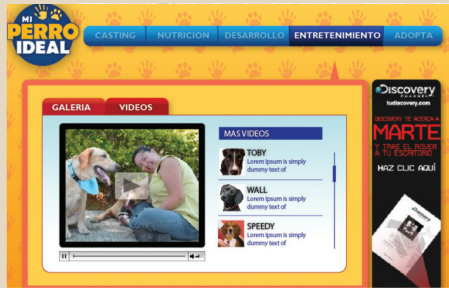 MI
PERRO
IDEAL
CASTING NUTRICION DESARROLLO ENTRETENIMIENTO ADOPTA
GALERIA VIDEOS
MAS VIDEOS
TOBY
Lorem Ipsum is simply
dummy text of
WALL
Lorem Ipsum is simply
dummy text of
SPEEDY
Lorem Ipsum is simply
dummy text of
Discovery
CHANNEL
tudiscovery.com
DISCOVERY TE ACERCA A
MARTE
Y TRAE EL ROVER
A TU ESCRITORIO
HAZ CLIC AQUÍ
Discovery